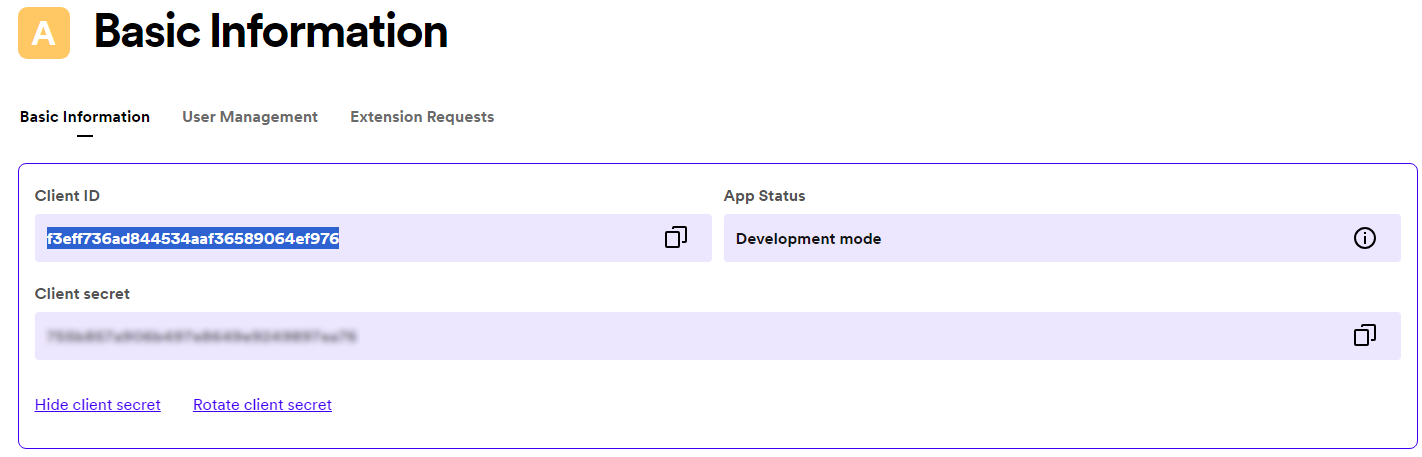 A Basic Information
Basic Information User Management Extension Requests
Client ID App Status
f3eff736ad844534aaf36589064ef976 Development mode
Client secret
Hide client secret Rotate client secret